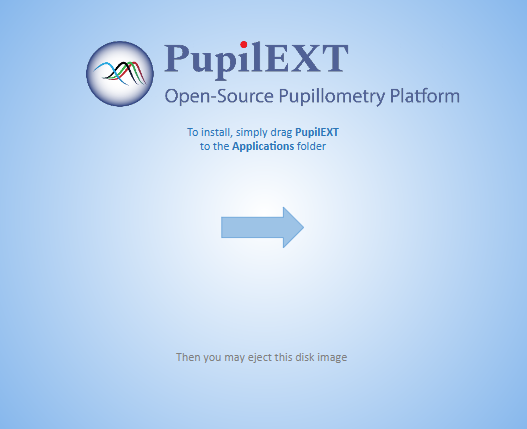 PupilEXT
Open-Source Pupillometry Platform
To install, simply drag PupilEXT
to the Applications folder
Then you may eject this disk image